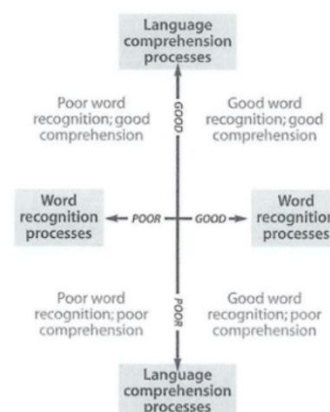 Language
comprehension
processes
Poor word
recognition; good
comprehension
GOOD
Good word
recognition; good
comprehension
Word
recognition
processes
POOR
GOOD
Word
recognition
processes
Poor word
recognition; poor
comprehension
POOR
Good word
recognition; poor
comprehension
Language
comprehension
processes